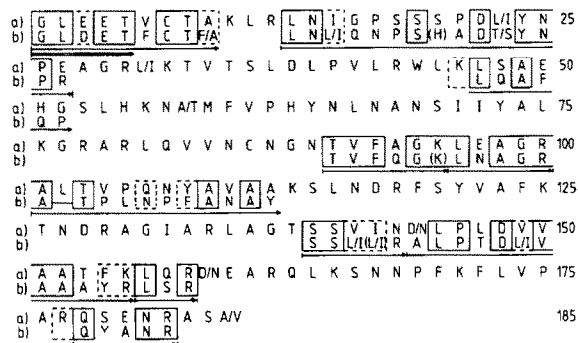 a) G L E E T V C T A K L R L N I G P S S S P D L/I Y N 25
b) G L D E T F C T F/A L N L/I Q N P S (H) A D T/S Y N
a) P E A G R L/I K T V T S L D L P V L R W L K L S A E 50
b) P R L Q A F
a) H G S L H K N A/T M F V P H Y N L N A N S I I Y A L 75
b) Q P
a) K G R A R L Q V V N C N G N T V F A G K L E A G R 100
b) T V F Q G (K) L N A G R
a) A L T V P Q N Y A V A A K S L N D R F S Y V A F K 125
b) A T P L N P F A N A Y
a) T N D R A G I A R L A G T S S V I N D/N L P L D V V 150
b) S S L/I (L/I) R A L P T D L/I V
a) A A T F K L Q R D/N E A R Q L K S N N P F K F L V P 175
b) A A A Y R L S R
a) A R Q S E N R A S A/V 185
b) Q Y A N R